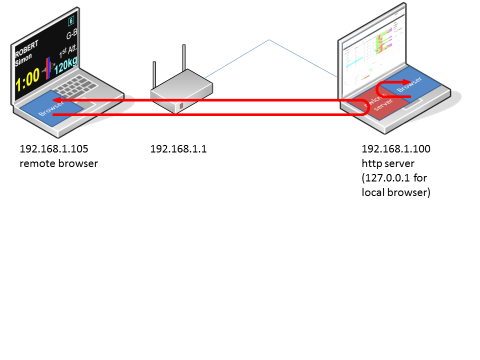 ROBERT
Simon
G-B
1st Att.
1:00
120kg
Browser
Browser
server
192.168.1.105
remote browser
192.168.1.1
192.168.1.100
http server
(127.0.0.1 for
local browser)